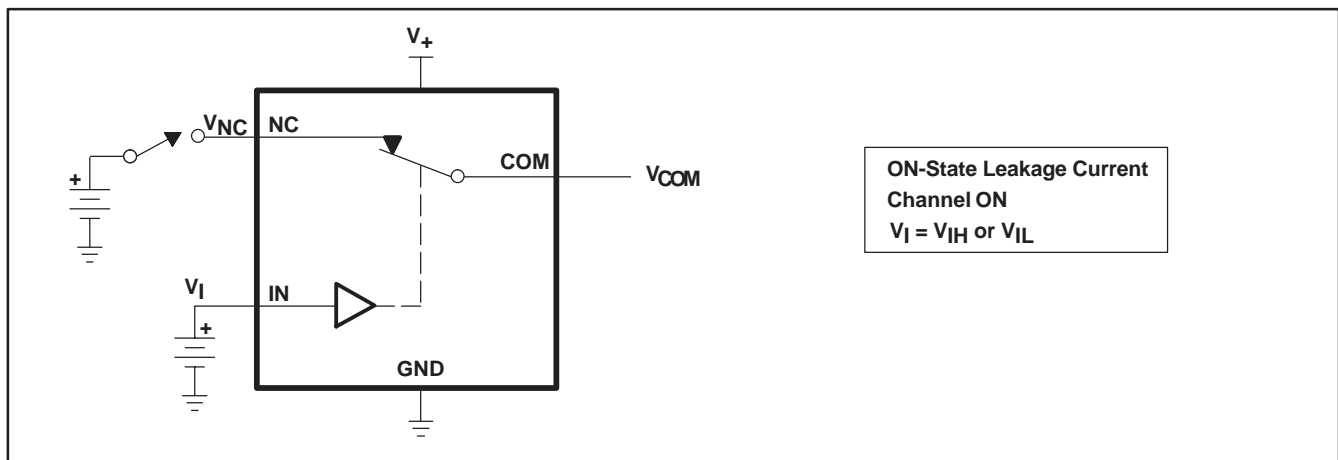 V+
VNC NC
+
COM
VCOM
VI IN
+
GND
ON-State Leakage Current
Channel ON
VI = VIH or VIL